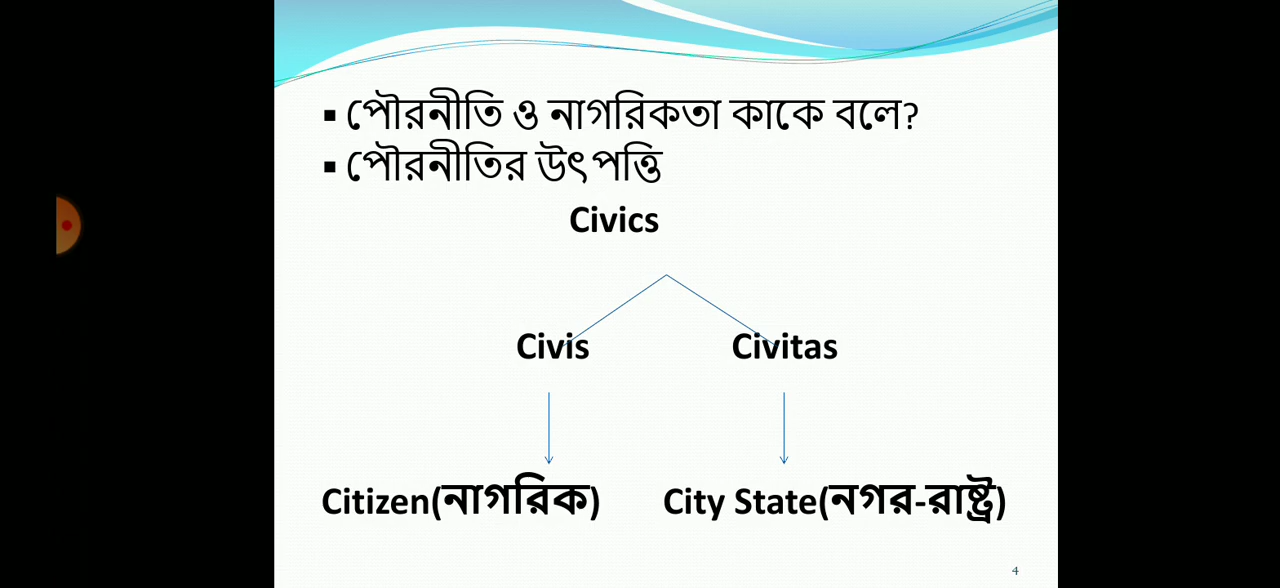 ▪ পৌরনীতি ও নাগরিকতা কাকে বলে?
▪ পৌরনীতির উৎপত্তি
Civics
Civis Civitas
Citizen(নাগরিক) City State(নগর-রাষ্ট্র)
4